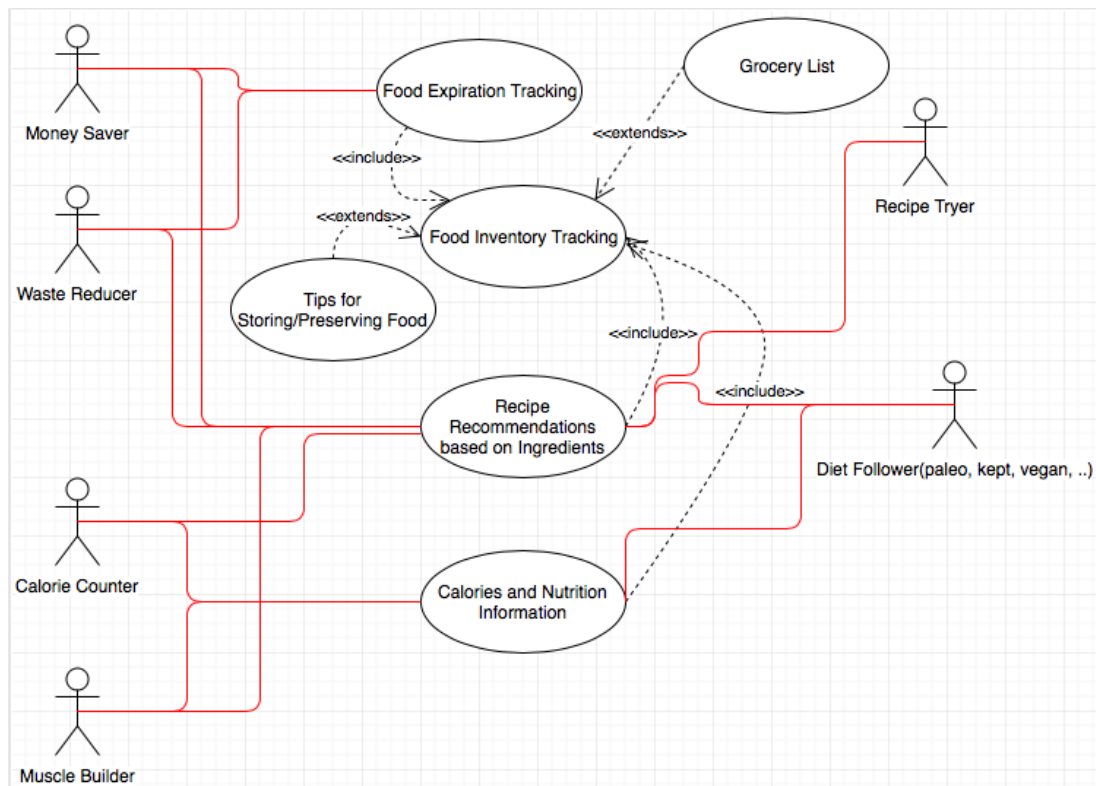 Grocery List
Food Expiration Tracking
Money Saver
<<extends>>
<<include>>
Recipe Tryer
<<extends>>
Food Inventory Tracking
Waste Reducer
Tips for
Storing/Preserving Food
<<include>>
<<include>>
Recipe
Recommendations
based on Ingredients
Diet Follower(paleo, kept, vegan, ..)
Calorie Counter
Calories and Nutrition
Information
Muscle Builder